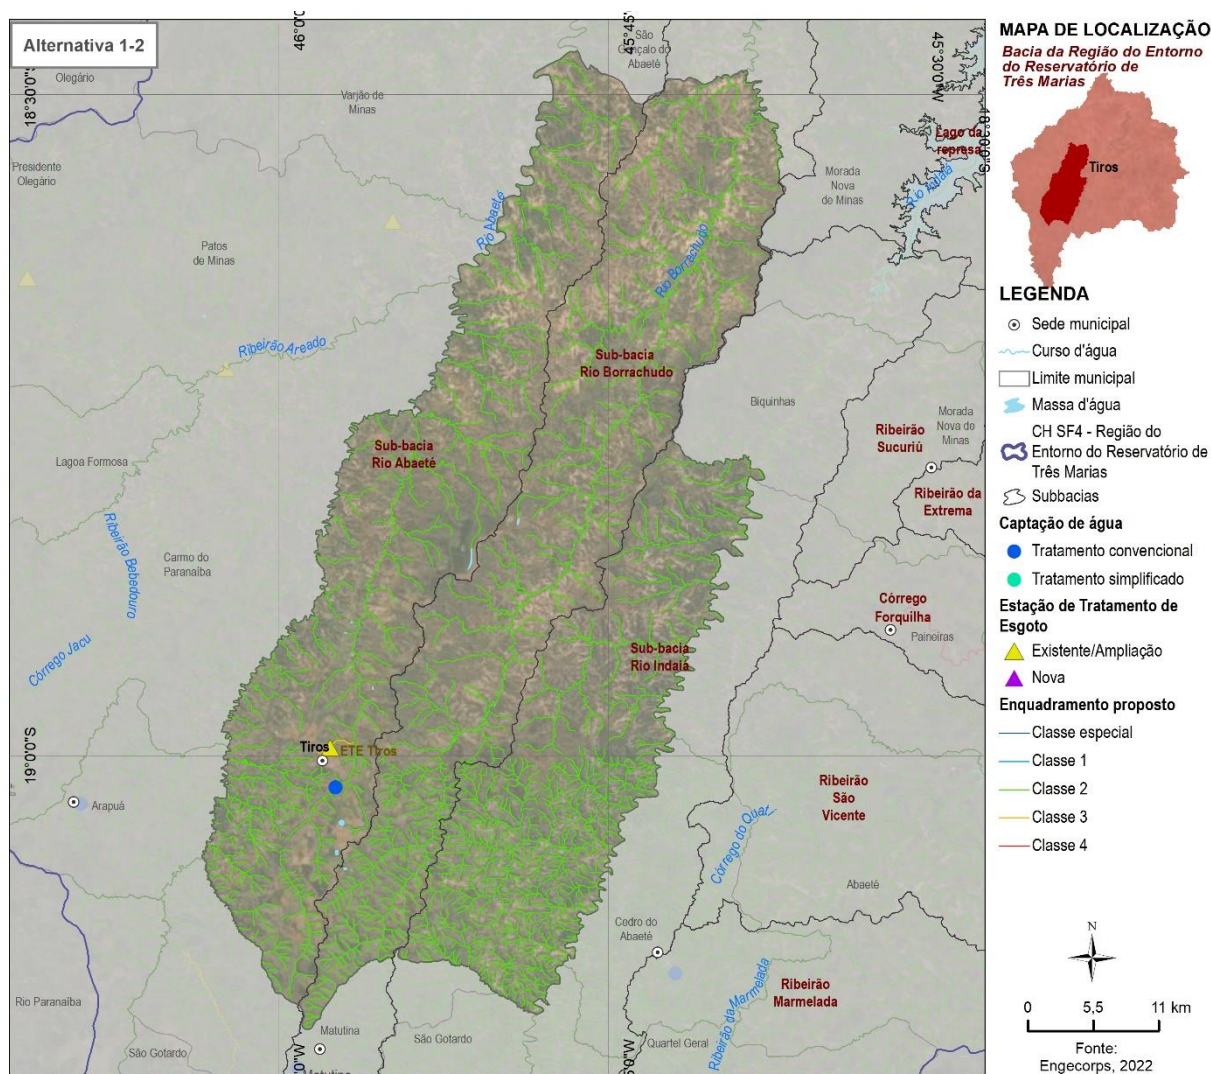 Alternativa 1-2
46°0'0
45°45'
45°30'0"W
18°30'0"S
18°30'0"S
19°0'0"S
0"W
5'0"W
Olegário
Varjão de
Minas
São
Gonçalo do
Abaeté
Presidente
Olegário
Patos
de Minas
Rio Abaeté
Ribeirão Areado
Rio Borrachudo
Morada
Nova
de Minas
Lago da
represa
Rio Indaiá
Sub-bacia
Rio Borrachudo
Biquinhas
Sub-bacia
Rio Abaeté
Lagoa Formosa
Ribeirão Bebedouro
Carmo do
Paranaíba
Córrego Jacu
Ribeirão
Sucuriú
Morada
Nova de
Minas
Ribeirão da
Extrema
Córrego
Forquilha
Paineiras
Sub-bacia
Rio Indaiá
Tiros
ETE Tiros
Arapuá
Ribeirão
São
Vicente
Córrego do Quat
Abaeté
Cedro do
Abaeté
Ribeirão
Marmelada
Ribeirão da Marmelada
Rio Paranaíba
São Gotardo
Matutina
Matutina
São Gotardo
Quartel Geral
MAPA DE LOCALIZAÇÃO
Bacia da Região do Entorno
do Reservatório de
Três Marias
Tiros
LEGENDA
Sede municipal
Curso d'água
Limite municipal
Massa d'água
CH SF4 - Região do
Entorno do Reservatório de
Três Marias
Subbacias
Captação de água
Tratamento convencional
Tratamento simplificado
Estação de Tratamento de
Esgoto
Existente/Ampliação
Nova
Enquadramento proposto
Classe especial
Classe 1
Classe 2
Classe 3
Classe 4
N
0 5,5 11 km
Fonte:
Engecorps, 2022